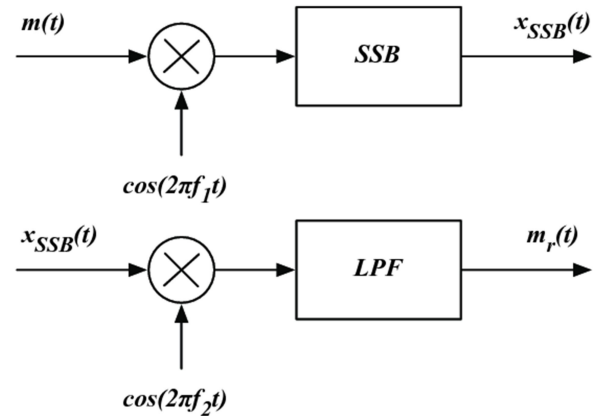 m(t)
x_SSB(t)
SSB
cos(2πf_1t)
x_SSB(t)
m_r(t)
LPF
cos(2πf_2t)